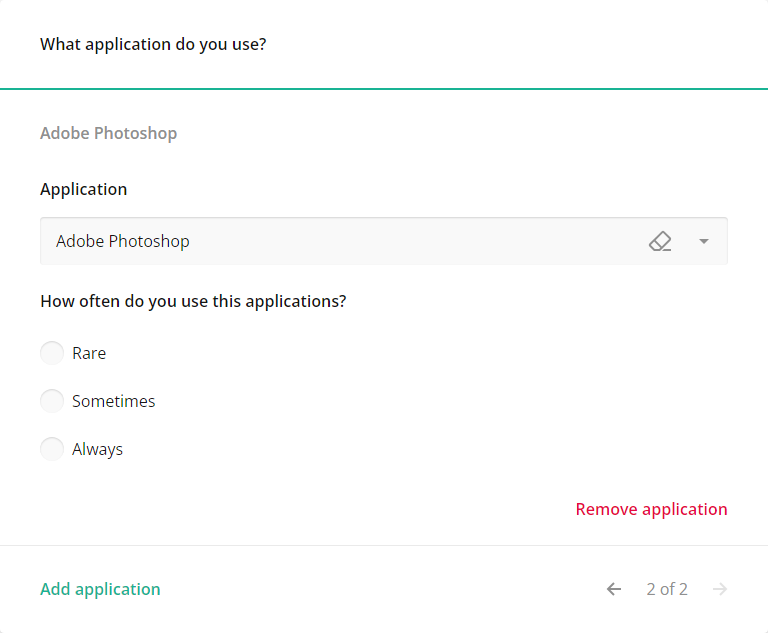 What application do you use?
Adobe Photoshop
Application
Adobe Photoshop
How often do you use this applications?
Rare
Sometimes
Always
Remove application
Add application
2 of 2